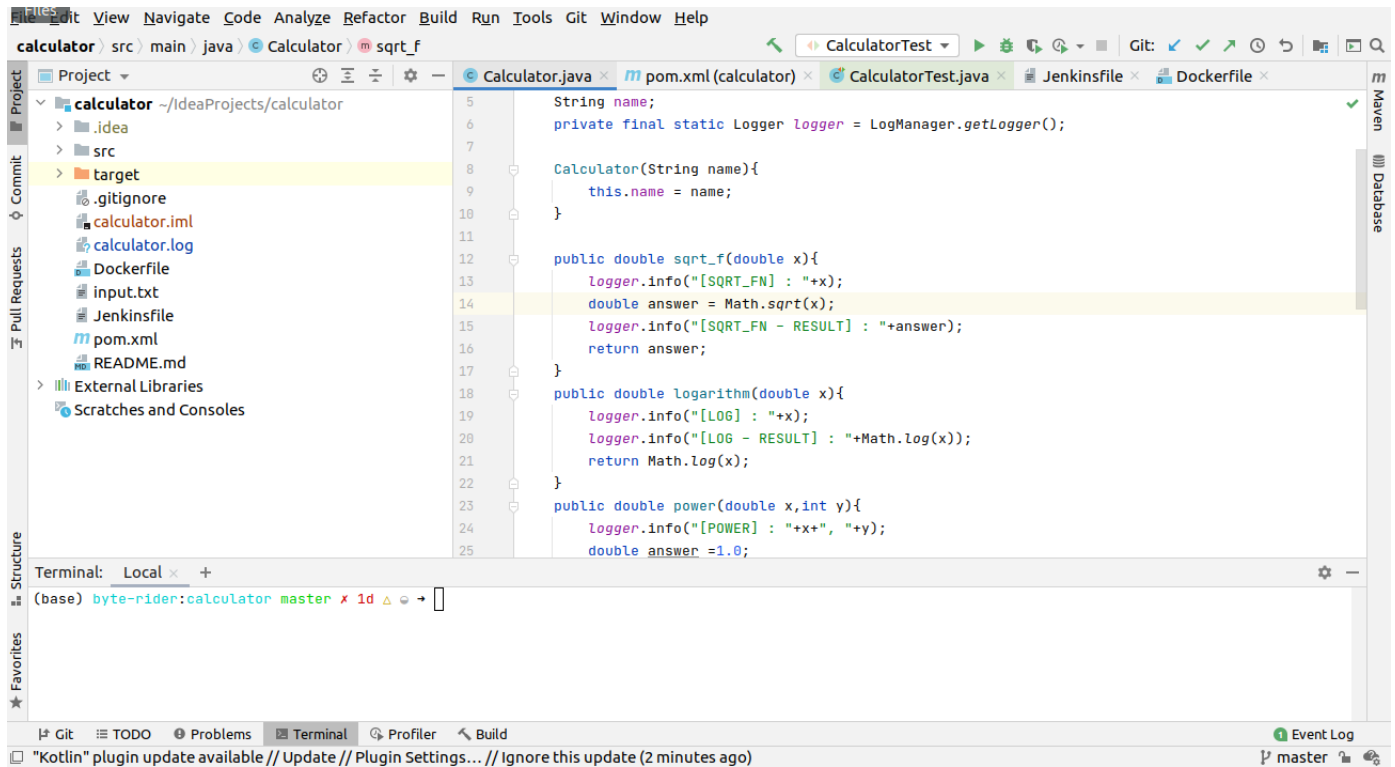 Files
File Edit View Navigate Code Analyze Refactor Build Run Tools Git Window Help
calculator src main java Calculator sqrt_f
CalculatorTest
Git:
Project
Calculator.java
pom.xml (calculator)
CalculatorTest.java
Jenkinsfile
Dockerfile
Project
Commit
Pull Requests
Structure
Favorites
Maven
Database
calculator ~/IdeaProjects/calculator
.idea
src
target
.gitignore
calculator.iml
calculator.log
Dockerfile
input.txt
Jenkinsfile
pom.xml
README.md
External Libraries
Scratches and Consoles
5 String name;
6 private final static Logger logger = LogManager.getLogger();
7
8 Calculator(String name){
9 this.name = name;
10 }
11
12 public double sqrt_f(double x){
13 logger.info("[SQRT_FN] : "+x);
14 double answer = Math.sqrt(x);
15 logger.info("[SQRT_FN - RESULT] : "+answer);
16 return answer;
17 }
18 public double logarithm(double x){
19 logger.info("[LOG] : "+x);
20 logger.info("[LOG - RESULT] : "+Math.log(x));
21 return Math.log(x);
22 }
23 public double power(double x,int y){
24 logger.info("[POWER] : "+x+", "+y);
25 double answer =1.0;
Terminal: Local +
(base) byte-rider:calculator master ✗ 1d △ ➜
Git TODO Problems Terminal Profiler Build
1 Event Log
"Kotlin" plugin update available // Update // Plugin Settings... // Ignore this update (2 minutes ago)
master